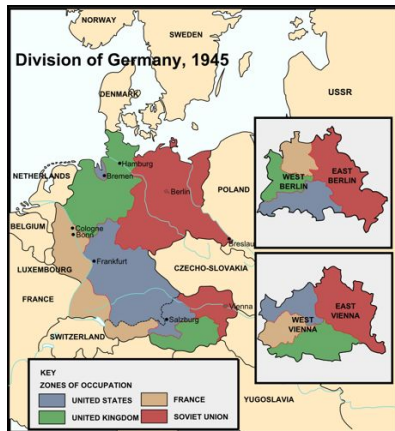 NORWAY
SWEDEN
Division of Germany, 1945
DENMARK
USSR
Hamburg
Bremen
NETHERLANDS
Berlin
POLAND
WEST
BERLIN
EAST
BERLIN
BELGIUM
Cologne
Bonn
Breslau
LUXEMBOURG
Frankfurt
CZECHO-SLOVAKIA
FRANCE
Vienna
EAST
VIENNA
WEST
VIENNA
Salzburg
SWITZERLAND
KEY
ZONES OF OCCUPATION
UNITED STATES
FRANCE
UNITED KINGDOM
SOVIET UNION
YUGOSLAVIA